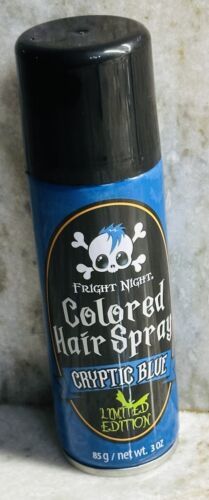 FRIGHT NIGHT.
Colored
Hair Spray
CRYPTIC BLUE
LIMITED
EDITION
85 g / net wt. 3 oz